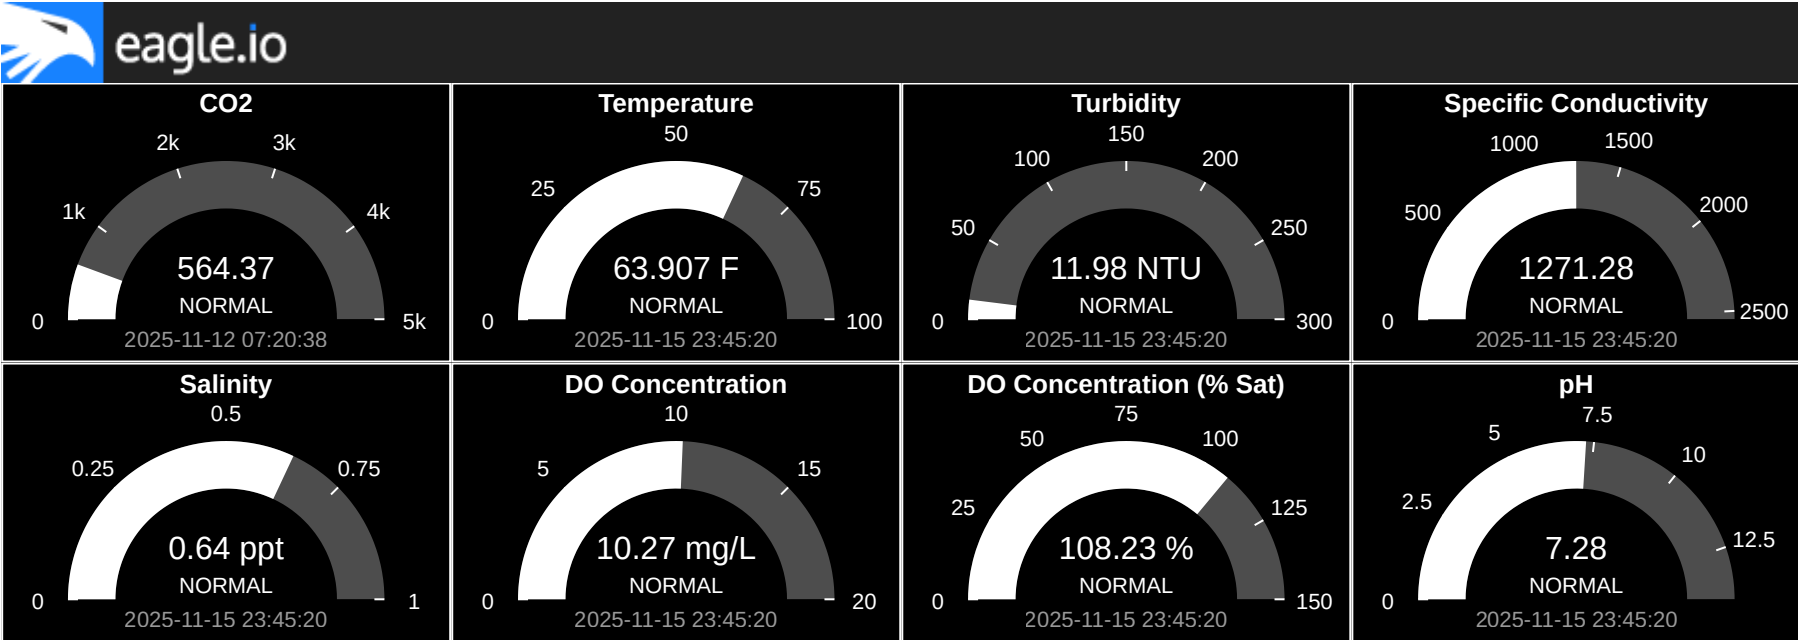 eagle.io
CO2
0
1k
2k
3k
4k
5k
564.37
NORMAL
2025-11-12 07:20:38
Temperature
0
25
50
75
100
63.907 F
NORMAL
2025-11-15 23:45:20
Turbidity
0
50
100
150
200
250
300
11.98 NTU
NORMAL
2025-11-15 23:45:20
Specific Conductivity
0
500
1000
1500
2000
2500
1271.28
NORMAL
2025-11-15 23:45:20
Salinity
0
0.25
0.5
0.75
1
0.64 ppt
NORMAL
2025-11-15 23:45:20
DO Concentration
0
5
10
15
20
10.27 mg/L
NORMAL
2025-11-15 23:45:20
DO Concentration (% Sat)
0
25
50
75
100
125
150
108.23 %
NORMAL
2025-11-15 23:45:20
pH
0
2.5
5
7.5
10
12.5
7.28
NORMAL
2025-11-15 23:45:20